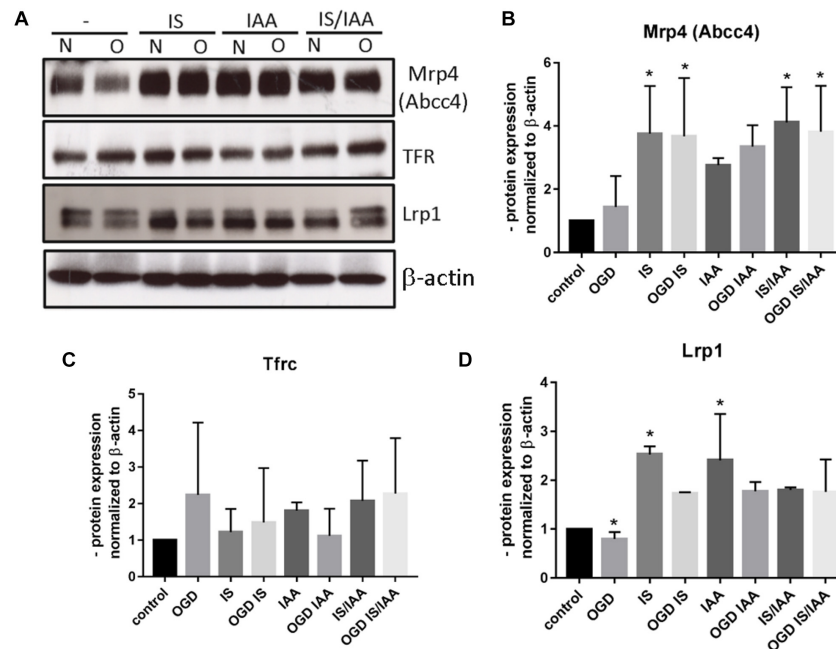 A
- IS IAA IS/IAA
N O N O N O N O
Mrp4
(Abcc4)
TFR
Lrp1
β-actin
B
Mrp4 (Abcc4)
- protein expression
normalized to β-actin
6
4
2
0
* * * *
control OGD IS OGD IS IAA OGD IAA IS/IAA OGD IS/IAA
C
Tfrc
- protein expression
normalized to β-actin
5
4
3
2
1
0
control OGD IS OGD IS IAA OGD IAA IS/IAA OGD IS/IAA
D
Lrp1
- protein expression
normalized to β-actin
4
3
2
1
0
* * *
control OGD IS OGD IS IAA OGD IAA IS/IAA OGD IS/IAA